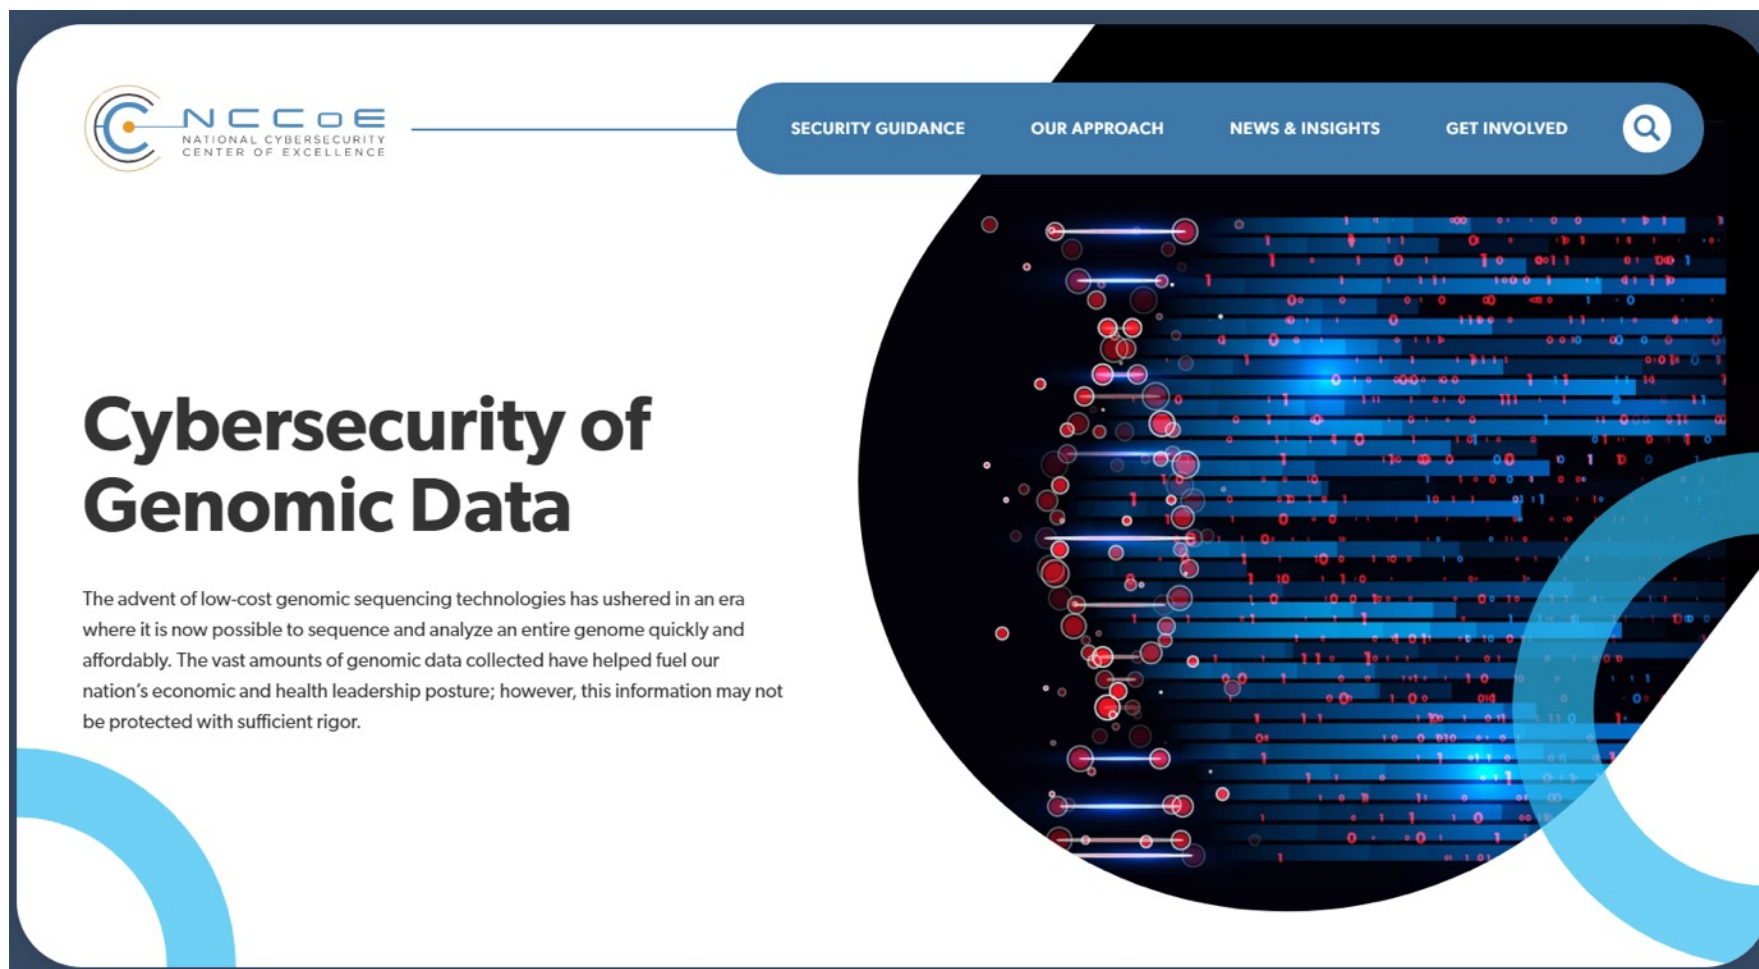 NCCoE
NATIONAL CYBERSECURITY
CENTER OF EXCELLENCE
SECURITY GUIDANCE
OUR APPROACH
NEWS & INSIGHTS
GET INVOLVED
Cybersecurity of
Genomic Data
The advent of low-cost genomic sequencing technologies has ushered in an era
where it is now possible to sequence and analyze an entire genome quickly and
affordably. The vast amounts of genomic data collected have helped fuel our
nation’s economic and health leadership posture; however, this information may not
be protected with sufficient rigor.